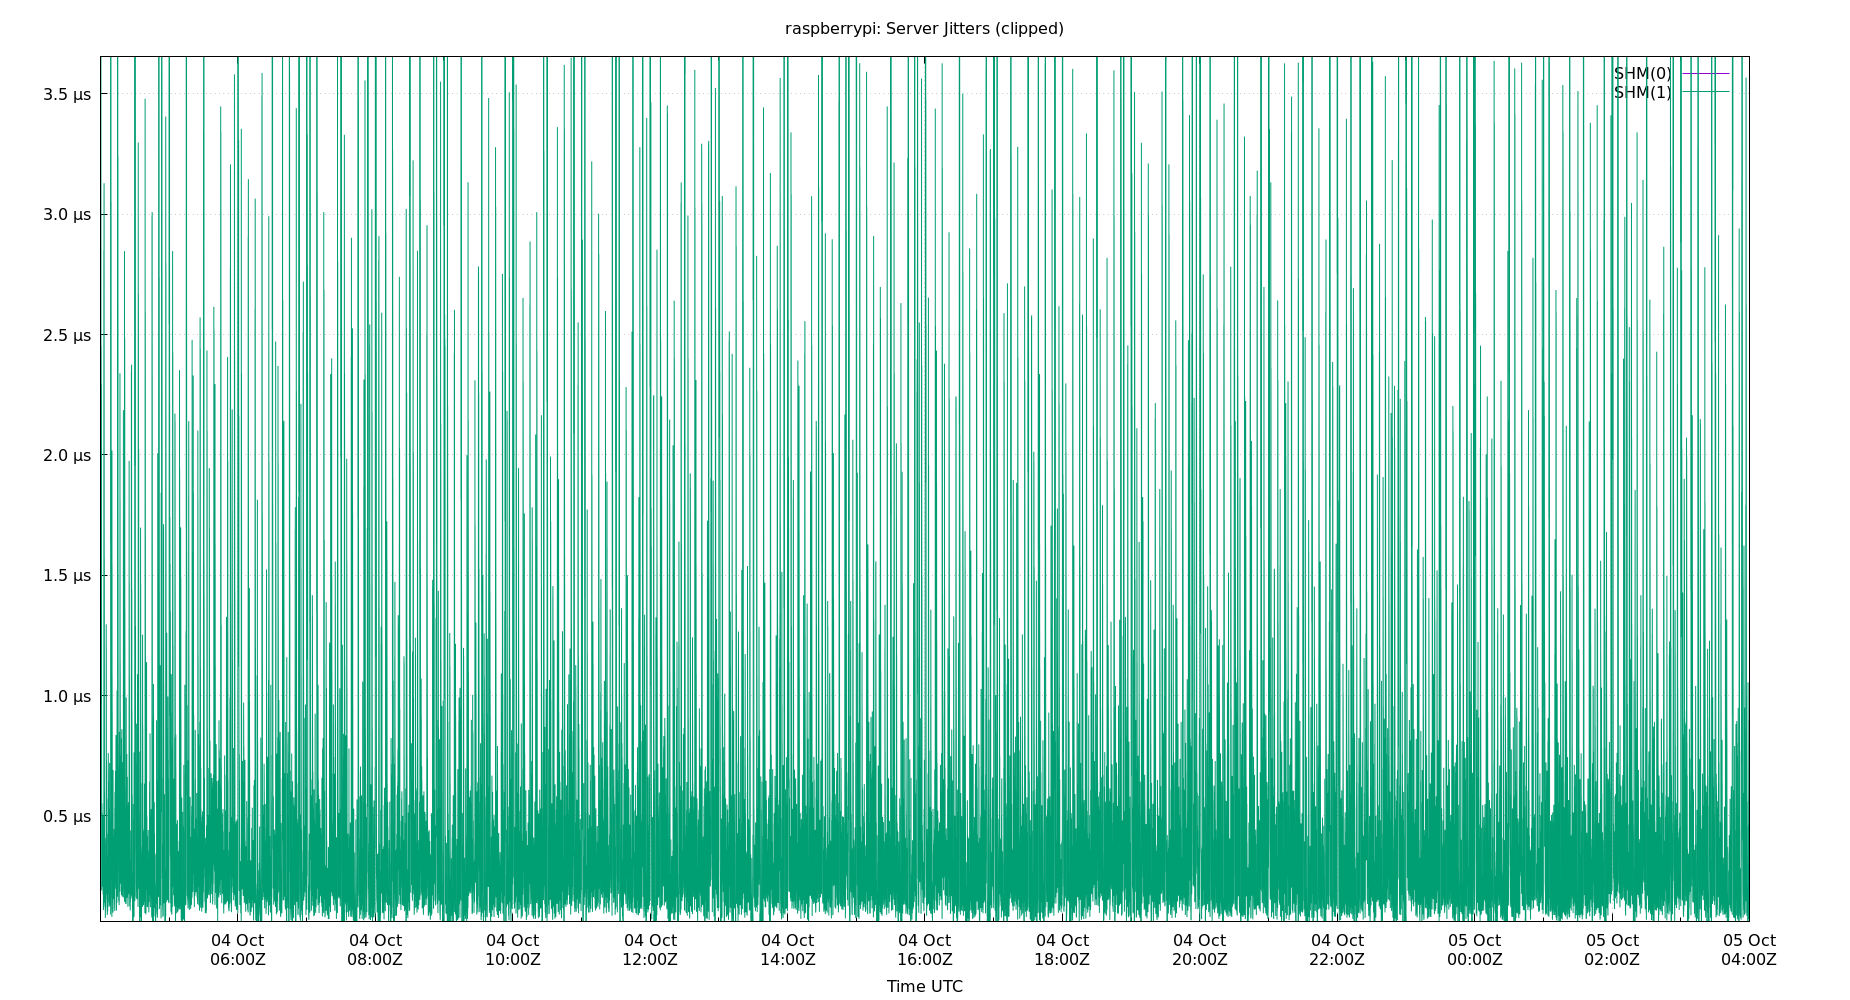 raspberrypi: Server Jitters (clipped)
SHM(0)
SHM(1)
3.5 µs
3.0 µs
2.5 µs
2.0 µs
1.5 µs
1.0 µs
0.5 µs
04 Oct 04 Oct 04 Oct 04 Oct 04 Oct 04 Oct 04 Oct 04 Oct 04 Oct 05 Oct 05 Oct 05 Oct
06:00Z 08:00Z 10:00Z 12:00Z 14:00Z 16:00Z 18:00Z 20:00Z 22:00Z 00:00Z 02:00Z 04:00Z
Time UTC